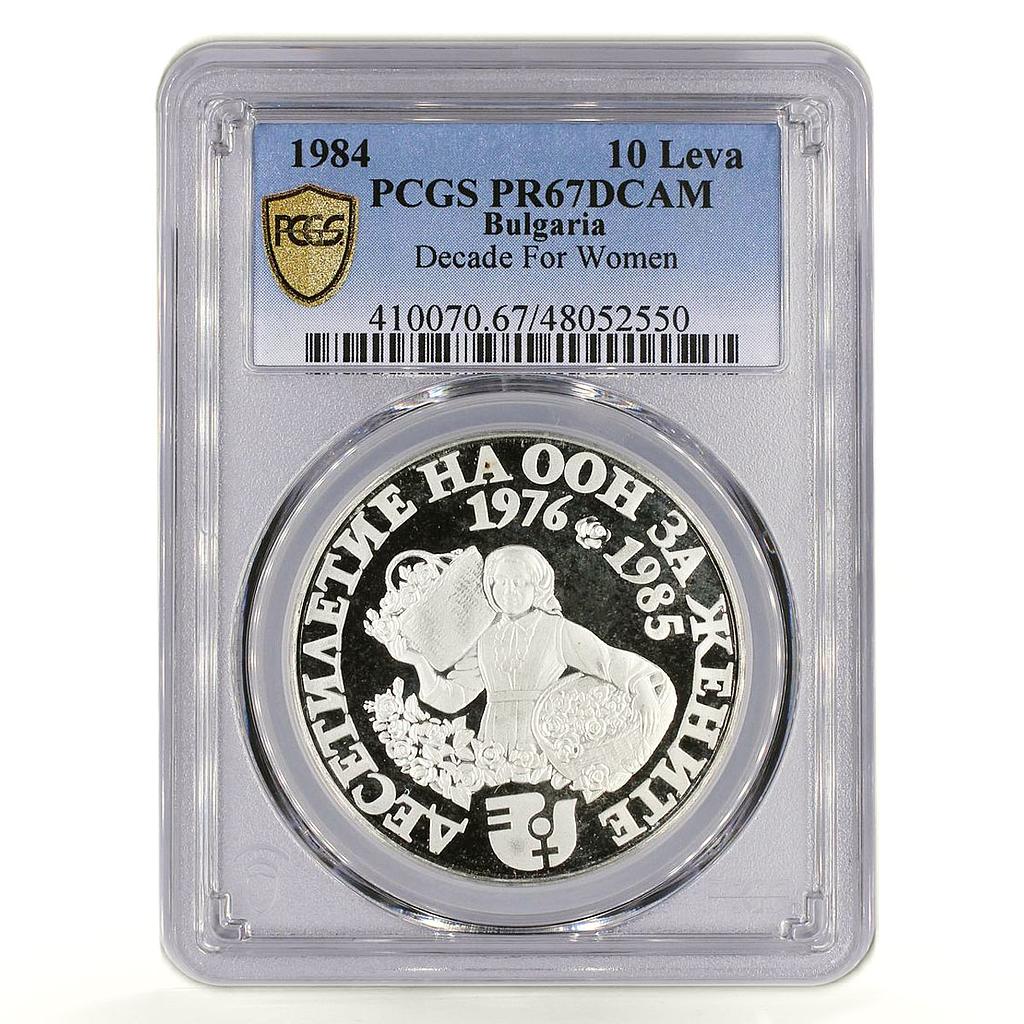 1984 10 Leva
PCGS PR67DCAM
PCGS
Bulgaria
Decade For Women
410070.67/48052550
ДЕСЕТИЛЕТИЕ НА ООН ЗА ЖЕНИТЕ
1976 1985